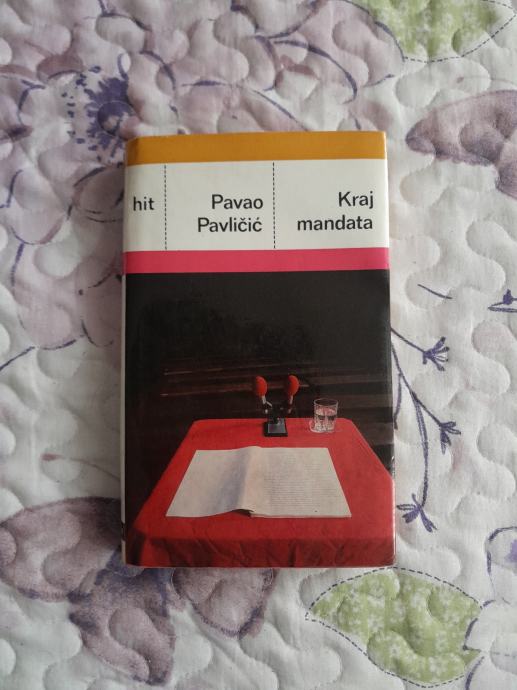 hit
Pavao
Pavličić
Kraj
mandata